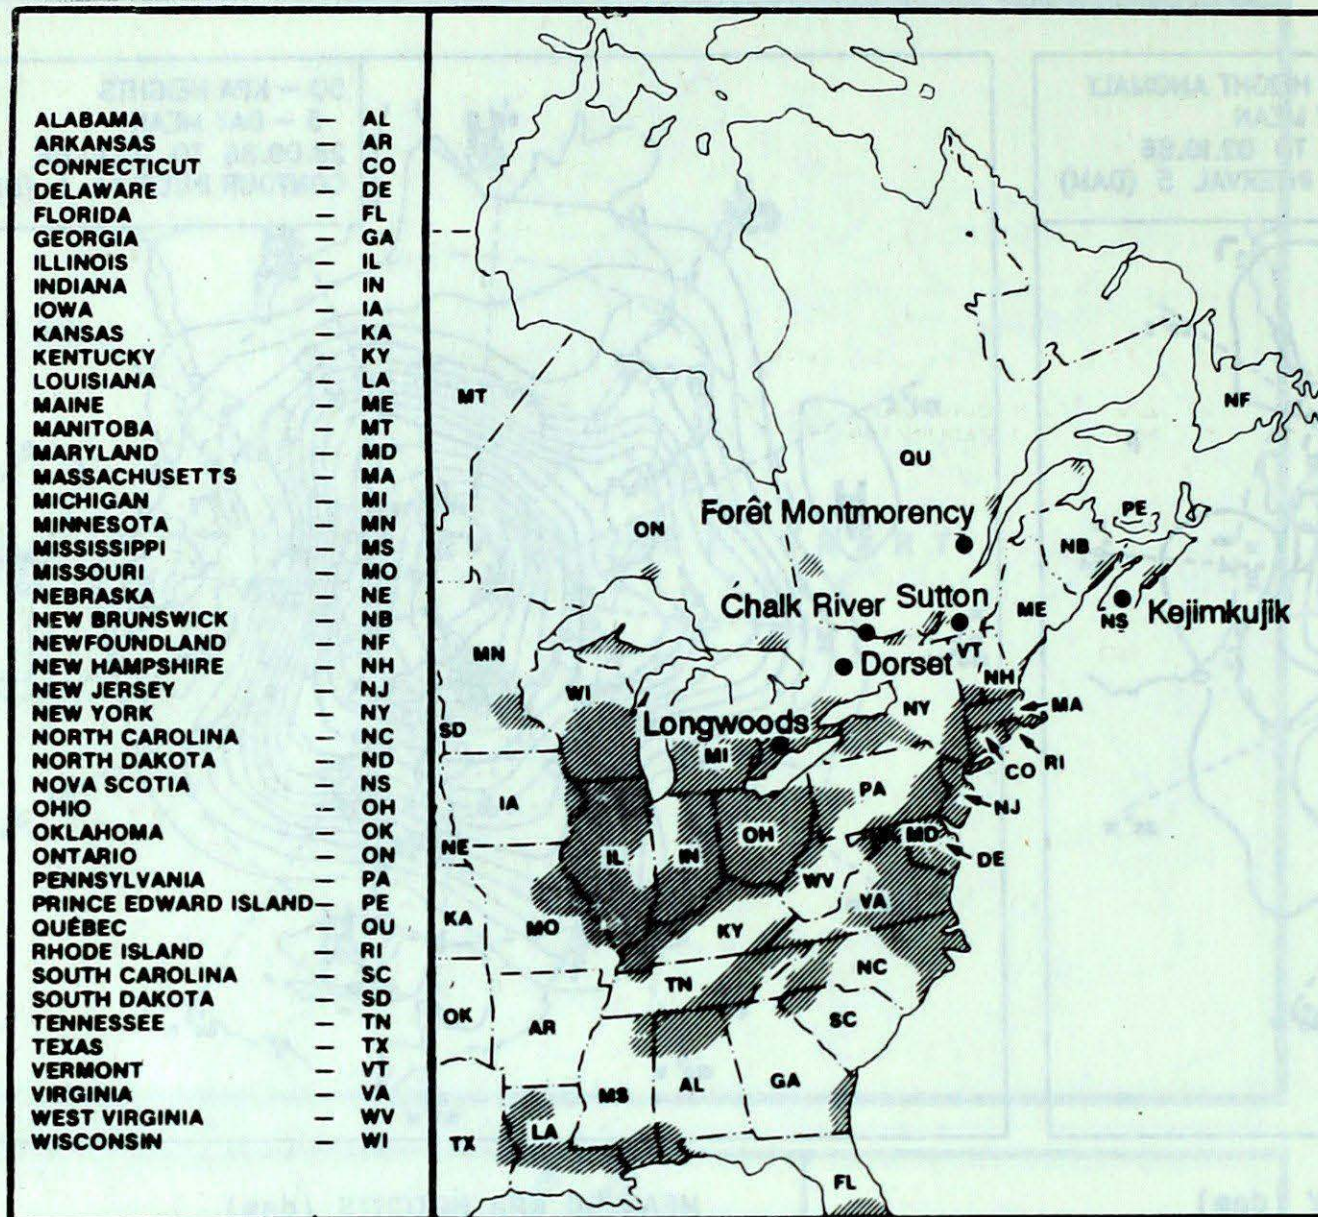 ALABAMA — AL
ARKANSAS — AR
CONNECTICUT — CO
DELAWARE — DE
FLORIDA — FL
GEORGIA — GA
ILLINOIS — IL
INDIANA — IN
IOWA — IA
KANSAS — KA
KENTUCKY — KY
LOUISIANA — LA
MAINE — ME
MANITOBA — MT
MARYLAND — MD
MASSACHUSETTS — MA
MICHIGAN — MI
MINNESOTA — MN
MISSISSIPPI — MS
MISSOURI — MO
NEBRASKA — NE
NEW BRUNSWICK — NB
NEWFOUNDLAND — NF
NEW HAMPSHIRE — NH
NEW JERSEY — NJ
NEW YORK — NY
NORTH CAROLINA — NC
NORTH DAKOTA — ND
NOVA SCOTIA — NS
OHIO — OH
OKLAHOMA — OK
ONTARIO — ON
PENNSYLVANIA — PA
PRINCE EDWARD ISLAND — PE
QUÉBEC — QU
RHODE ISLAND — RI
SOUTH CAROLINA — SC
SOUTH DAKOTA — SD
TENNESSEE — TN
TEXAS — TX
VERMONT — VT
VIRGINIA — VA
WEST VIRGINIA — WV
WISCONSIN — WI
MT
NF
QU
PE
Forêt Montmorency
ON
NB
Chalk River
Sutton
ME
NS
Kejimkujik
MN
VT
Dorset
NH
WI
NY
MA
SD
Longwoods
MI
CO
RI
PA
IA
NJ
OH
MD
NE
IL
IN
DE
WV
VA
KA
MO
KY
NC
TN
OK
AR
SC
MS
AL
GA
LA
TX
FL